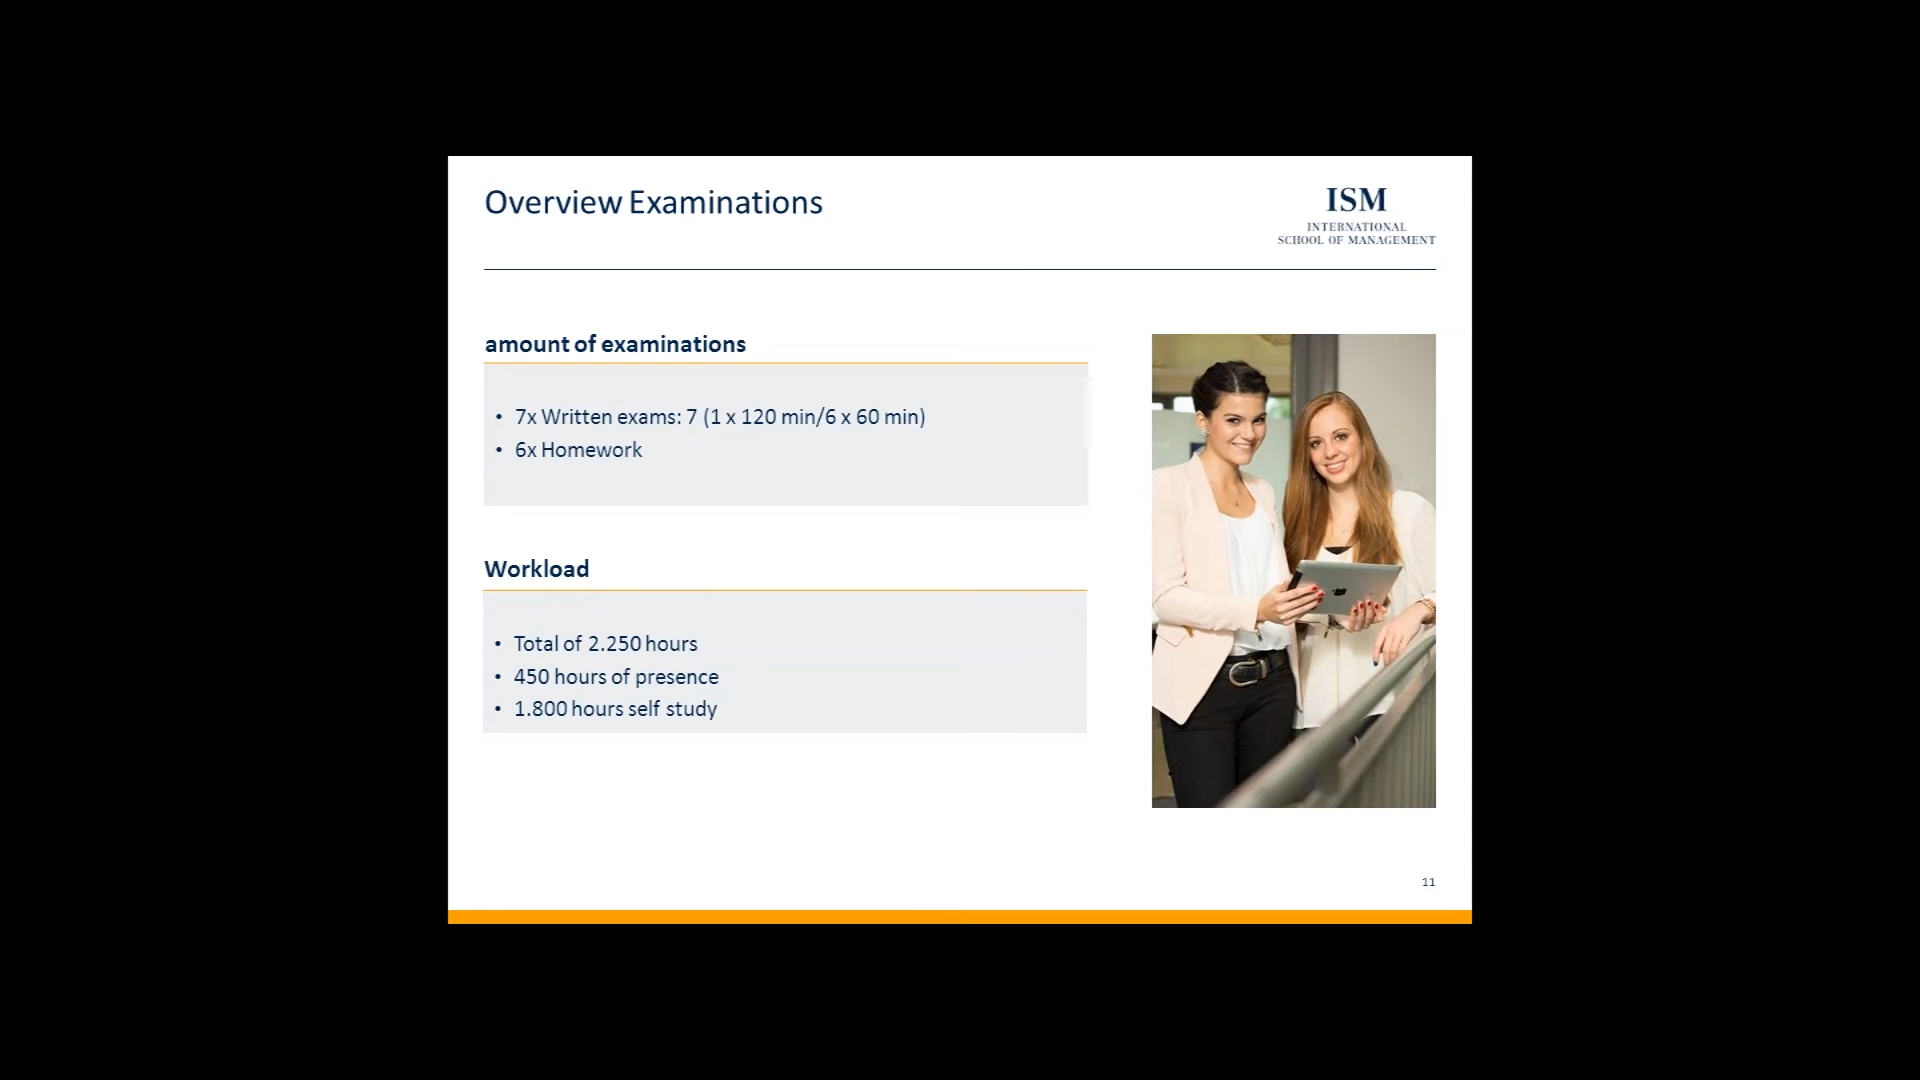 Overview Examinations
ISM
INTERNATIONAL
SCHOOL OF MANAGEMENT
amount of examinations
• 7x Written exams: 7 (1 x 120 min/6 x 60 min)
• 6x Homework
Workload
• Total of 2.250 hours
• 450 hours of presence
• 1.800 hours self study
11